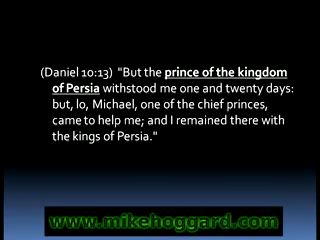 (Daniel 10:13)  "But the prince of the kingdom
of Persia withstood me one and twenty days:
but, lo, Michael, one of the chief princes,
came to help me; and I remained there with
the kings of Persia."
www.mikehoggard.com